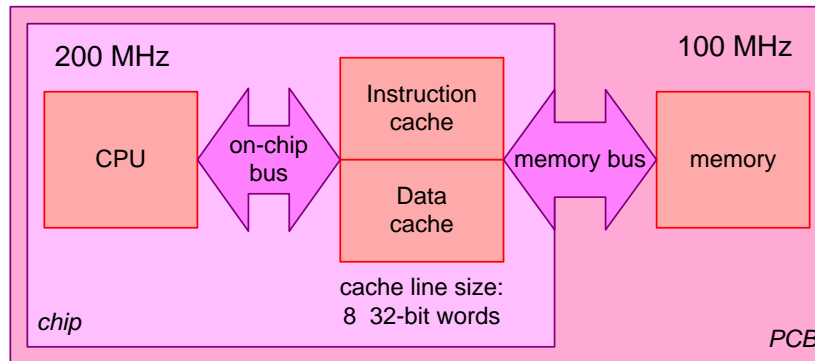 200 MHz
100 MHz
CPU
on-chip
bus
Instruction
cache
Data
cache
memory bus
memory
cache line size:
8 32-bit words
chip
PCB